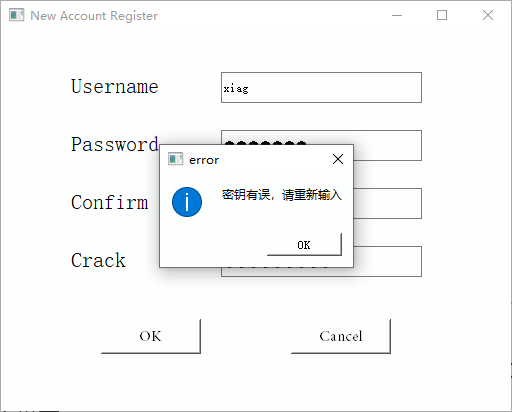 New Account Register
Username
xiag
Password
error
密钥有误，请重新输入
Confirm
OK
Crack
OK
Cancel